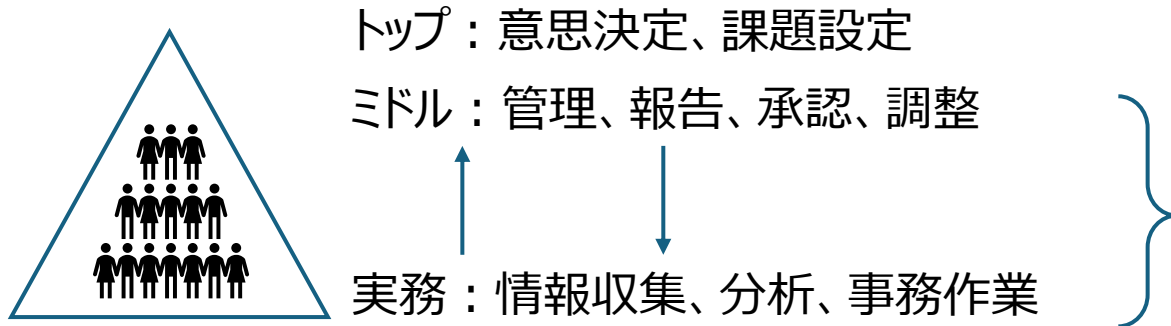 トップ：意思決定、課題設定
ミドル：管理、報告、承認、調整
実務：情報収集、分析、事務作業